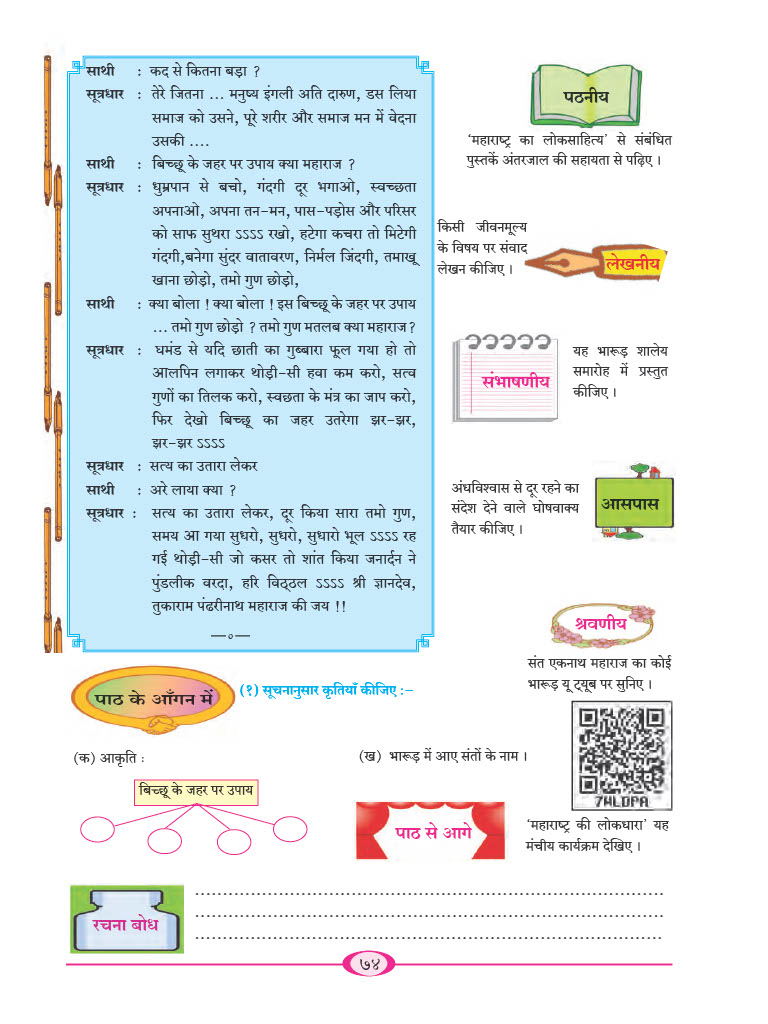 साथी : कद से कितना बड़ा ?
सूत्रधार : तेरे जितना ... मनुष्य इंगली अति दारुण, डस लिया
समाज को उसने, पूरे शरीर और समाज मन में वेदना
उसकी ....
साथी : बिच्छू के जहर पर उपाय क्या महाराज ?
सूत्रधार : धुम्रपान से बचो, गंदगी दूर भगाओ, स्वच्छता
अपनाओ, अपना तन-मन, पास-पड़ोस और परिसर
को साफ सुथरा ऽऽऽऽ रखो, हटेगा कचरा तो मिटेगी
गंदगी,बनेगा सुंदर वातावरण, निर्मल जिंदगी, तमाखू
खाना छोड़ो, तमो गुण छोड़ो,
साथी : क्या बोला ! क्या बोला ! इस बिच्छू के जहर पर उपाय
... तमो गुण छोड़ो ? तमो गुण मतलब क्या महाराज?
सूत्रधार : घमंड से यदि छाती का गुब्बारा फूल गया हो तो
आलपिन लगाकर थोड़ी-सी हवा कम करो, सत्व
गुणों का तिलक करो, स्वछता के मंत्र का जाप करो,
फिर देखो बिच्छू का जहर उतरेगा झर-झर,
झर-झर ऽऽऽऽ
सूत्रधार : सत्य का उतारा लेकर
साथी : अरे लाया क्या ?
सूत्रधार : सत्य का उतारा लेकर, दूर किया सारा तमो गुण,
समय आ गया सुधरो, सुधरो, सुधारो भूल ऽऽऽऽ रह
गई थोड़ी-सी जो कसर तो शांत किया जनार्दन ने
पुंडलीक वरदा, हरि विठ्ठल ऽऽऽऽ श्री ज्ञानदेव,
तुकाराम पंढरीनाथ महाराज की जय !!
—०—
पठनीय
‘महाराष्ट्र का लोकसाहित्य’ से संबंधित
पुस्तकें अंतरजाल की सहायता से पढ़िए ।
किसी जीवनमूल्य
के विषय पर संवाद
लेखन कीजिए ।
लेखनीय
संभाषणीय
यह भारूड़ शालेय
समारोह में प्रस्तुत
कीजिए ।
अंधविश्वास से दूर रहने का
संदेश देने वाले घोषवाक्य
तैयार कीजिए ।
आसपास
श्रवणीय
संत एकनाथ महाराज का कोई
भारूड़ यू ट्यूब पर सुनिए ।
7WLDPA
पाठ के आँगन में
(१) सूचनानुसार कृतियाँ कीजिए :-
(क) आकृति :
बिच्छू के जहर पर उपाय
(ख) भारूड़ में आए संतों के नाम ।
पाठ से आगे
‘महाराष्ट्र की लोकधारा’ यह
मंचीय कार्यक्रम देखिए ।
रचना बोध
७४